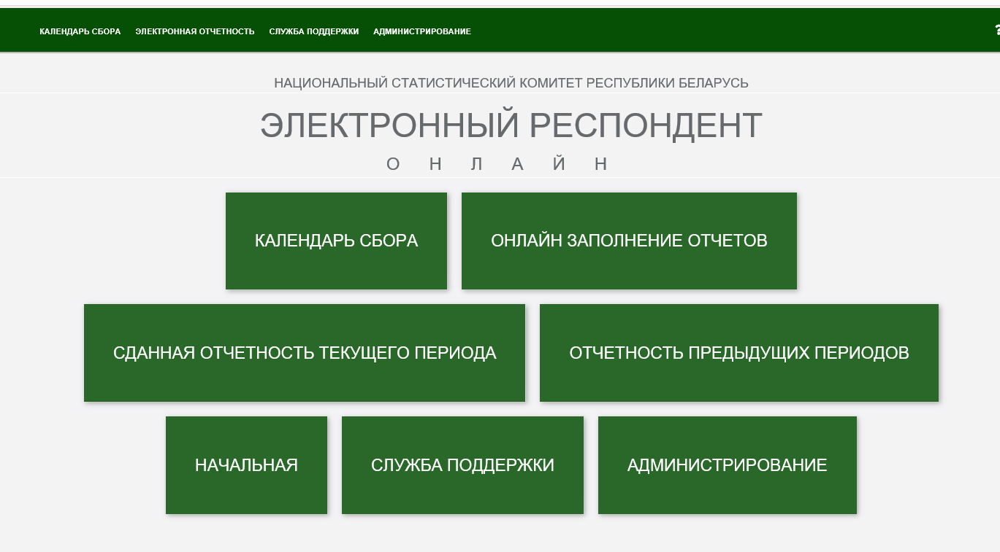 КАЛЕНДАРЬ СБОРА ЭЛЕКТРОННАЯ ОТЧЕТНОСТЬ СЛУЖБА ПОДДЕРЖКИ АДМИНИСТРИРОВАНИЕ ?
НАЦИОНАЛЬНЫЙ СТАТИСТИЧЕСКИЙ КОМИТЕТ РЕСПУБЛИКИ БЕЛАРУСЬ
ЭЛЕКТРОННЫЙ РЕСПОНДЕНТ
О Н Л А Й Н
КАЛЕНДАРЬ СБОРА ОНЛАЙН ЗАПОЛНЕНИЕ ОТЧЕТОВ
СДАННАЯ ОТЧЕТНОСТЬ ТЕКУЩЕГО ПЕРИОДА ОТЧЕТНОСТЬ ПРЕДЫДУЩИХ ПЕРИОДОВ
НАЧАЛЬНАЯ СЛУЖБА ПОДДЕРЖКИ АДМИНИСТРИРОВАНИЕ